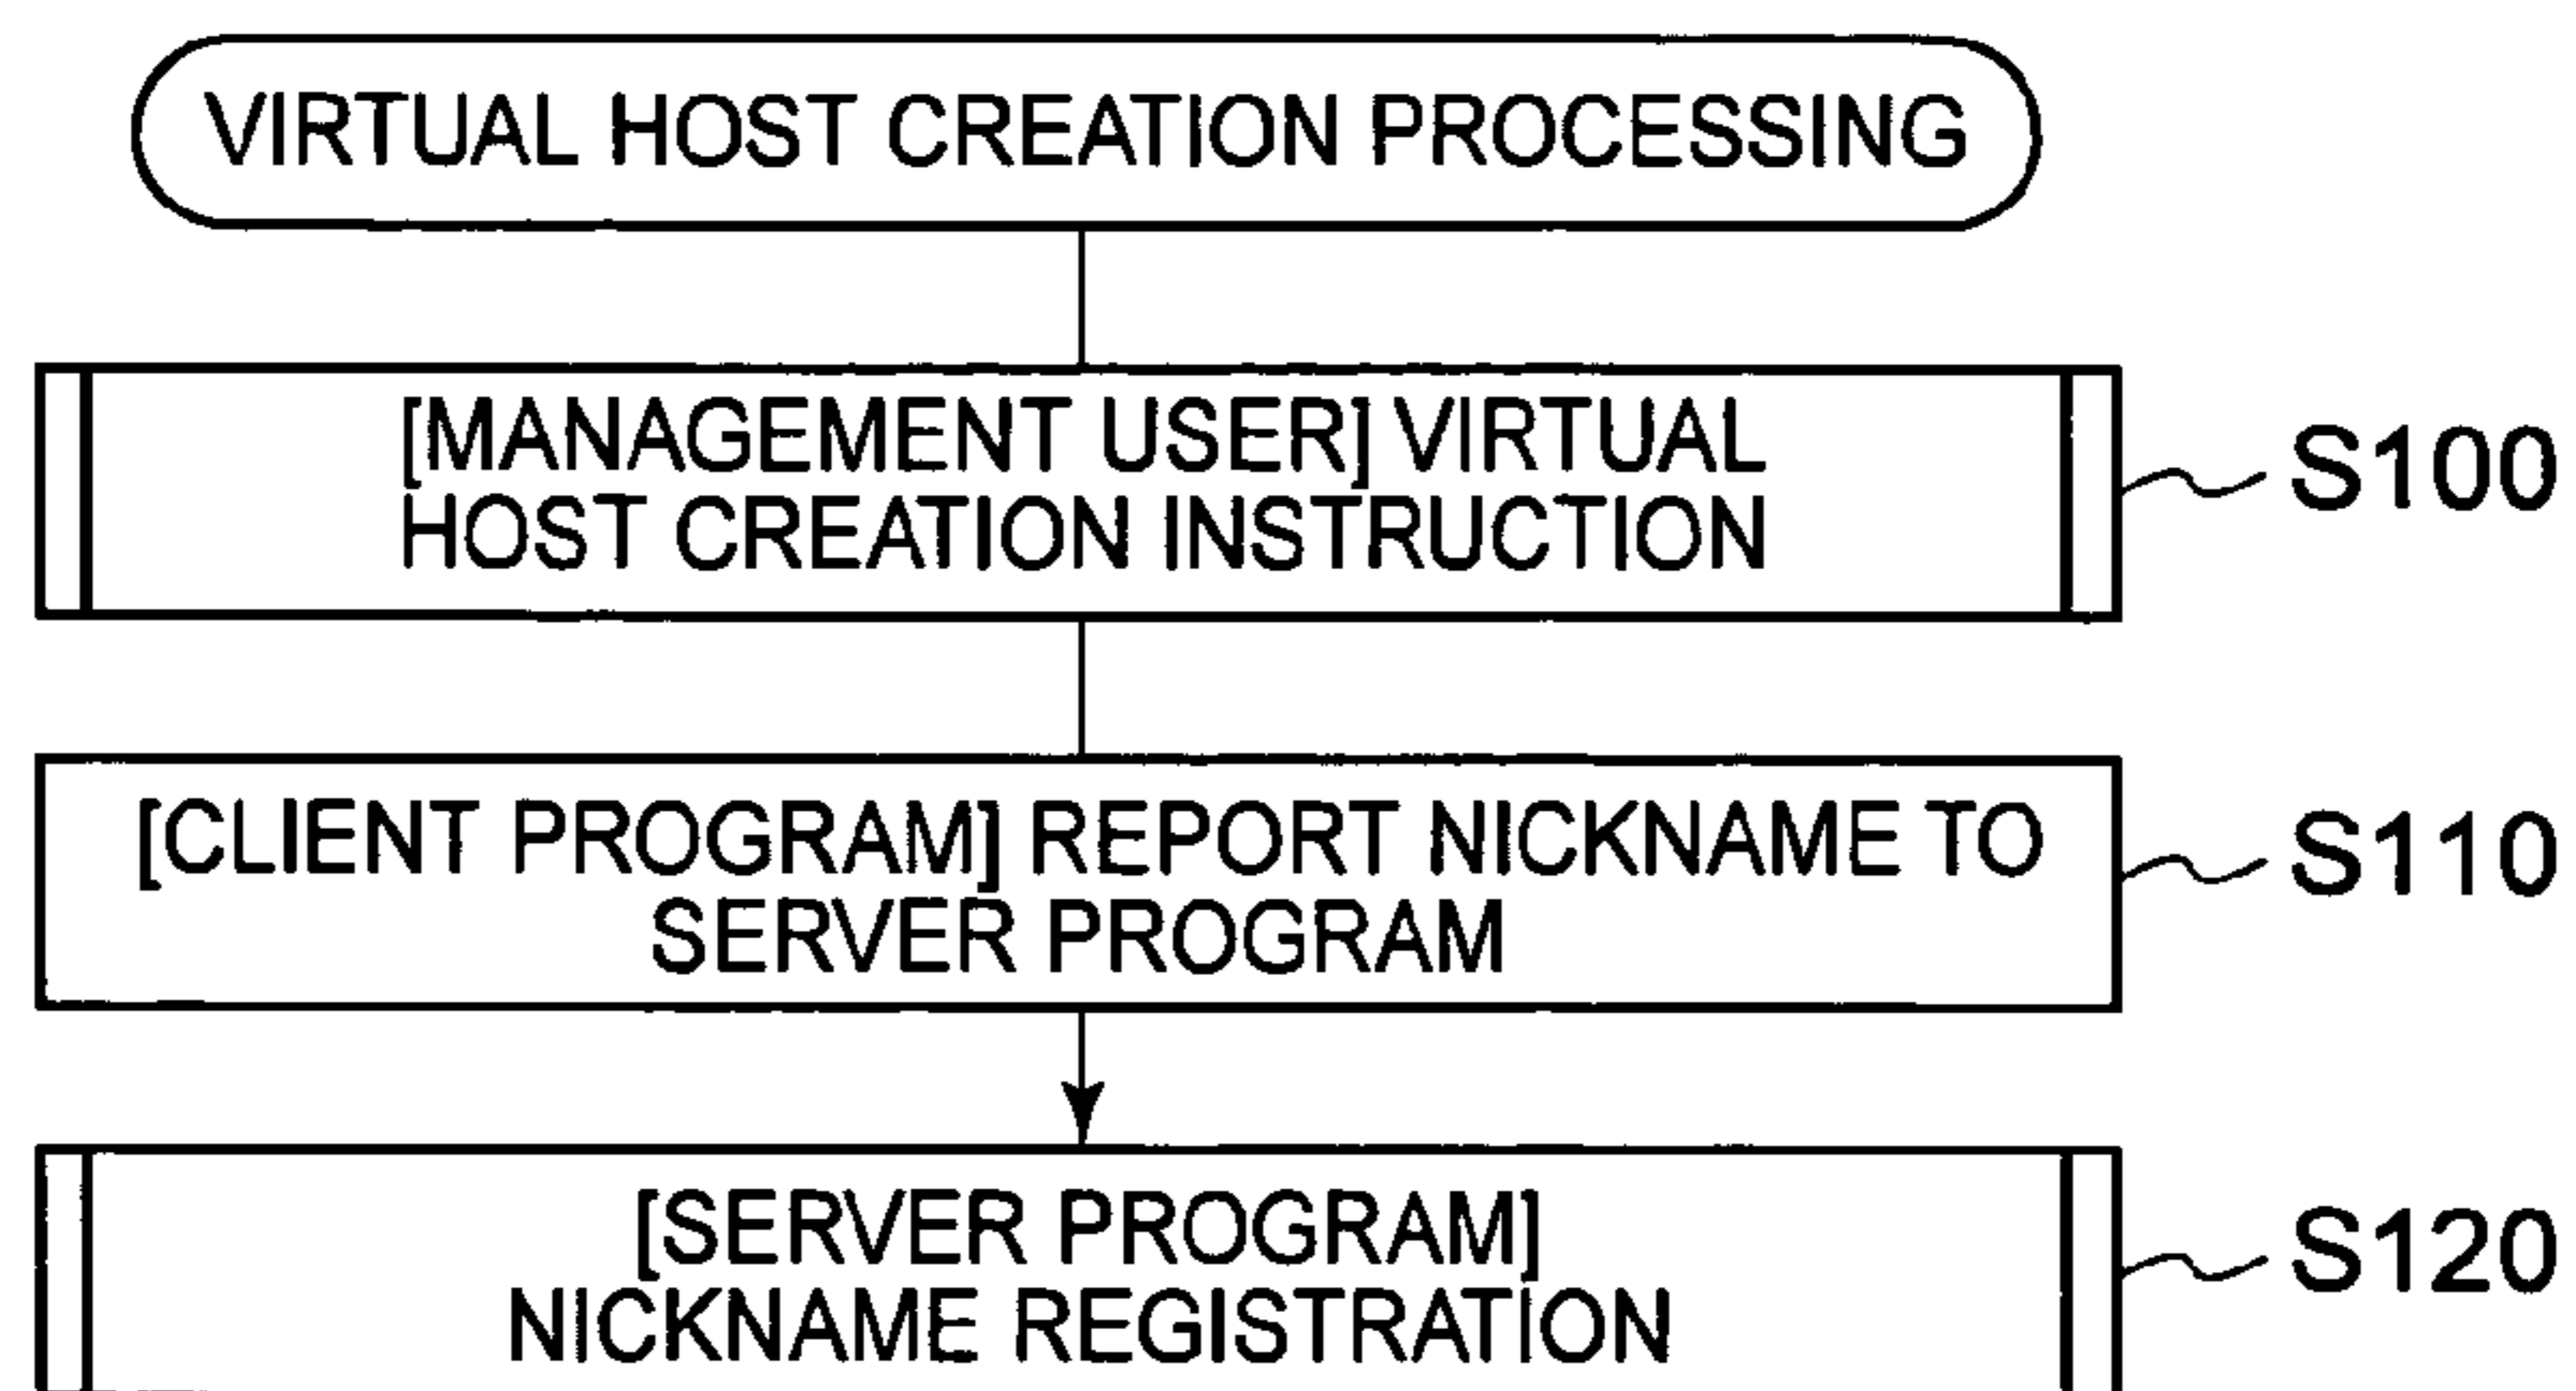 VIRTUAL HOST CREATION PROCESSING
[MANAGEMENT USER] VIRTUAL
HOST CREATION INSTRUCTION
S100
[CLIENT PROGRAM] REPORT NICKNAME TO
SERVER PROGRAM
S110
[SERVER PROGRAM]
NICKNAME REGISTRATION
S120